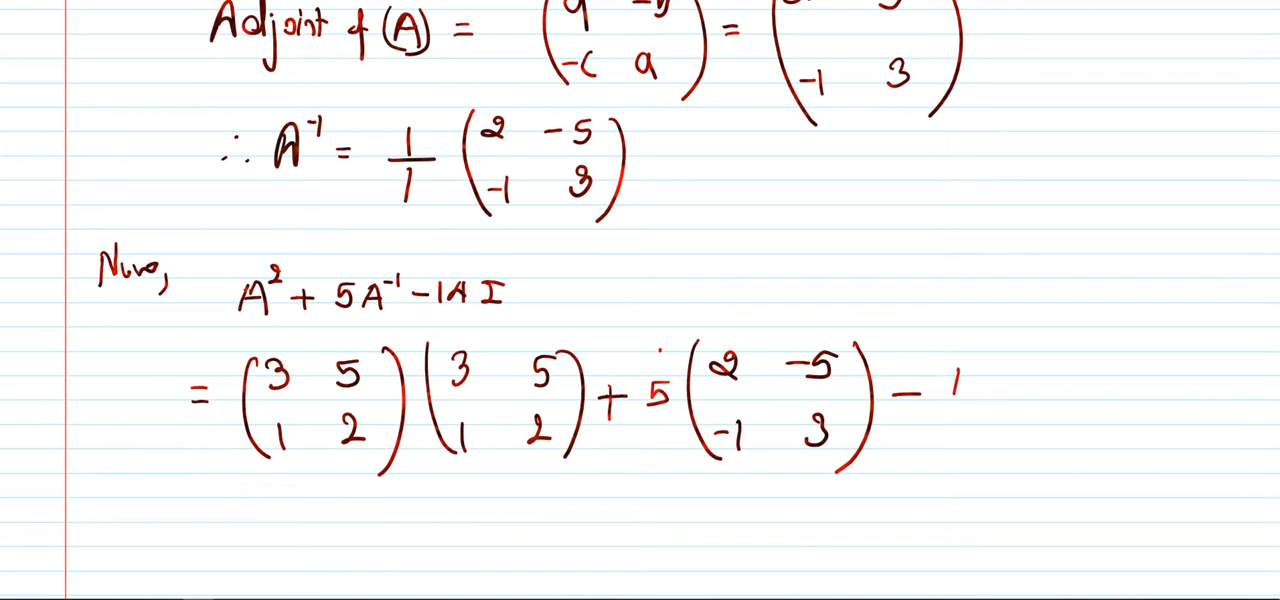 Adjoint of (A) = ( -c a ) = ( -1 3 )
∴ A⁻¹ = 1/1 ( 2 -5
-1 3 )
Now,
A² + 5A⁻¹ - 1A I
= ( 3 5 ) ( 3 5 ) + 5 ( 2 -5 ) - 1
( 1 2 ) ( 1 2 ) ( -1 3 )